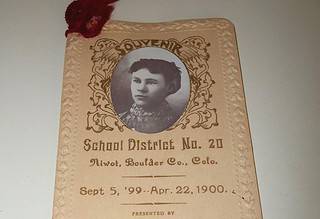 SOUVENIR
School District No. 20
Niwot, Boulder Co., Colo.
Sept 5, '99--Apr. 22, 1900.
PRESENTED BY